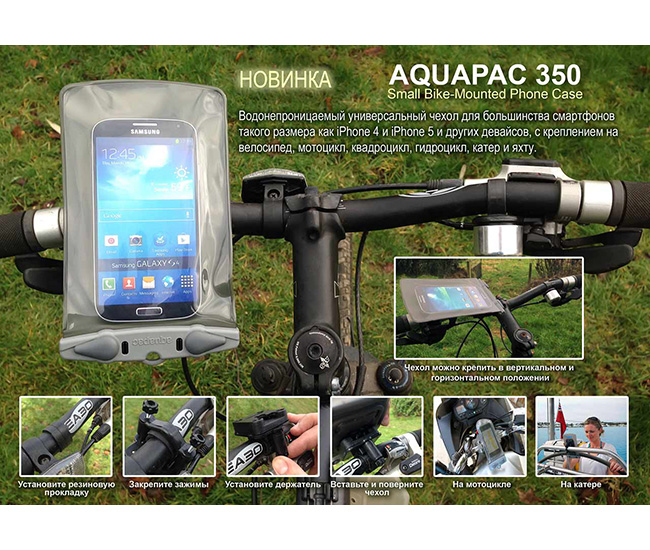 НОВИНКА
AQUAPAC 350
Small Bike-Mounted Phone Case
Водонепроницаемый универсальный чехол для большинства смартфонов
такого размера как iPhone 4 и iPhone 5 и других девайсов, с креплением на
велосипед, мотоцикл, квадроцикл, гидроцикл, катер и яхту.
SAMSUNG
12:45
Google
Samsung GALAXY S4
aquapac
Чехол можно крепить в вертикальном и
горизонтальном положении
Установите резиновую
прокладку
Закрепите зажимы
Установите держатель
Вставьте и поверните
чехол
На мотоцикле
На катере